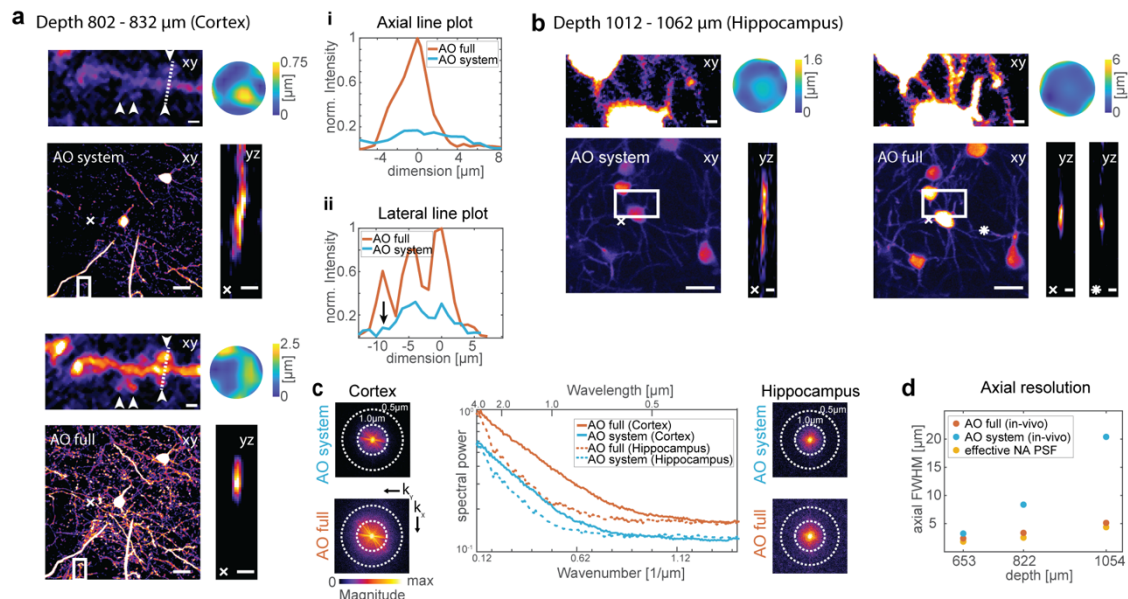 a Depth 802 - 832 µm (Cortex)
xy
0.75
[µm]
0
AO system
xy
yz
×
×
xy
2.5
[µm]
0
AO full
xy
yz
×
×
i
Axial line plot
AO full
AO system
norm. Intensity
1
0.6
0.2
-4 0 4 8
dimension [µm]
ii
Lateral line plot
AO full
AO system
norm. Intensity
1
0.6
0.2
-10 -5 0 5
dimension [µm]
b Depth 1012 - 1062 µm (Hippocampus)
xy
1.6
[µm]
0
AO system
xy
yz
×
×
xy
6
[µm]
0
AO full
xy
yz
yz
×
*
×
*
c Cortex
AO system
0.5µm
1.0µm
AO full
k_y
k_x
0 max
Magnitude
Wavelength [µm]
4.0 2.0 1.0 0.5
AO full (Cortex)
AO system (Cortex)
AO full (Hippocampus)
AO system (Hippocampus)
spectral power
10⁰
10⁻¹
0.12 0.62 1.12
Wavenumber [1/µm]
Hippocampus
AO system
AO full
d Axial resolution
AO full (in-vivo)
AO system (in-vivo)
effective NA PSF
axial FWHM [µm]
20
15
10
5
653 822 1054
depth [µm]